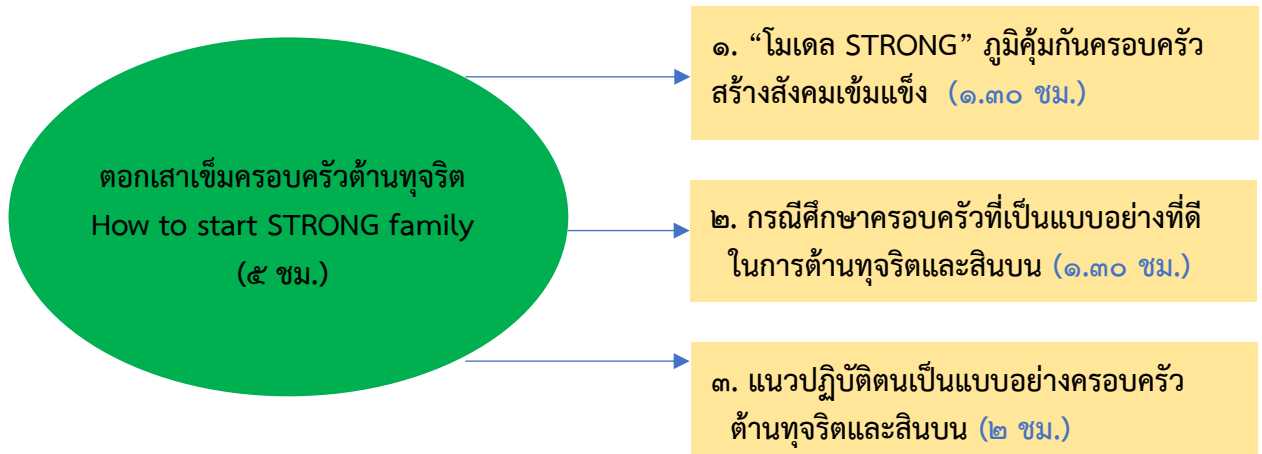 ตอกเสาเข็มครอบครัวต้านทุจริต
How to start STRONG family
(๕ ชม.)
๑. “โมเดล STRONG” ภูมิคุ้มกันครอบครัว
สร้างสังคมเข้มแข็ง (๑.๓๐ ชม.)
๒. กรณีศึกษาครอบครัวที่เป็นแบบอย่างที่ดี
ในการต้านทุจริตและสินบน (๑.๓๐ ชม.)
๓. แนวปฏิบัติตนเป็นแบบอย่างครอบครัว
ต้านทุจริตและสินบน (๒ ชม.)